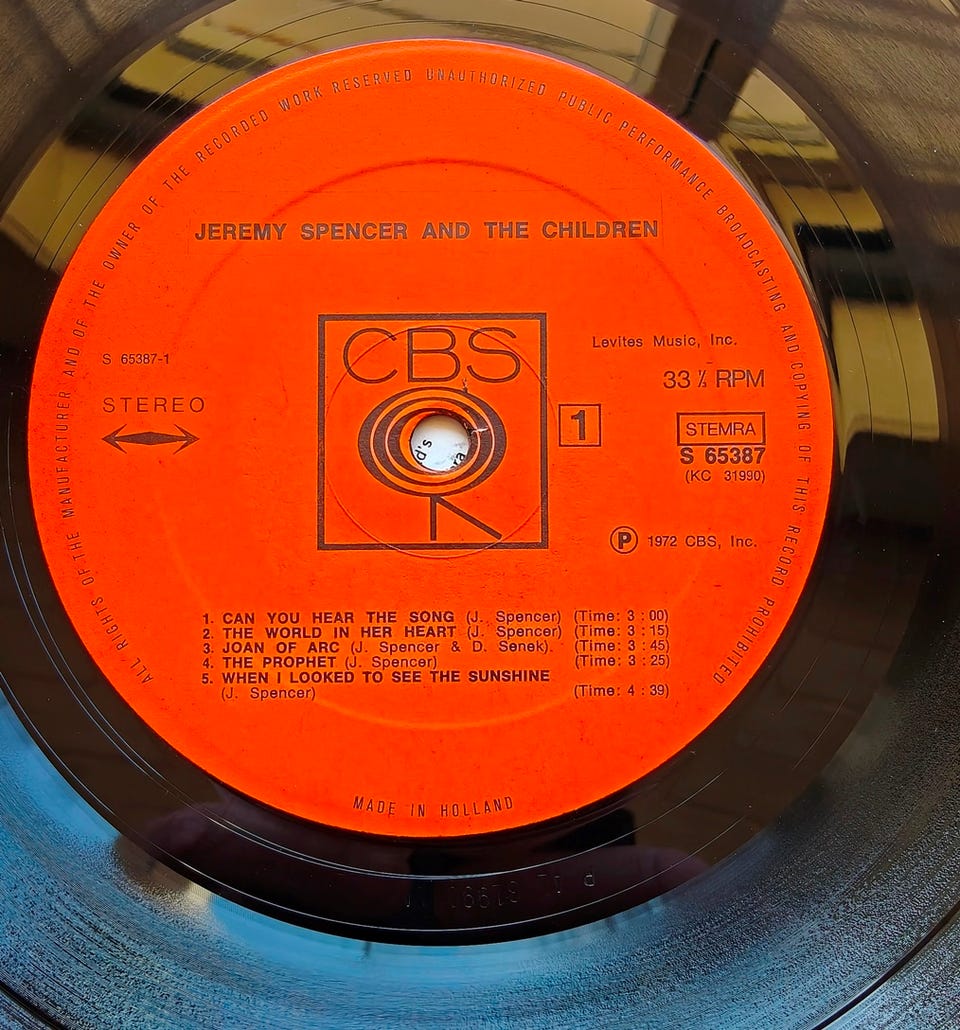 ALL RIGHTS OF THE MANUFACTURER AND OF THE OWNER OF THE RECORDED WORK RESERVED UNAUTHORIZED PUBLIC PERFORMANCE BROADCASTING AND COPYING OF THIS RECORD PROHIBITED
JEREMY SPENCER AND THE CHILDREN
CBS
Levites Music, Inc.
S 65387-1
33 ⅓ RPM
STEREO
1
STEMRA
S 65387
(KC 31990)
Ⓟ 1972 CBS, Inc.
1. CAN YOU HEAR THE SONG (J. Spencer) (Time: 3 : 00)
2. THE WORLD IN HER HEART (J. Spencer) (Time: 3 : 15)
3. JOAN OF ARC (J. Spencer & D. Senek). (Time: 3 : 45)
4. THE PROPHET (J. Spencer) (Time: 3 : 25)
5. WHEN I LOOKED TO SEE THE SUNSHINE
(J. Spencer) (Time: 4 : 39)
MADE IN HOLLAND